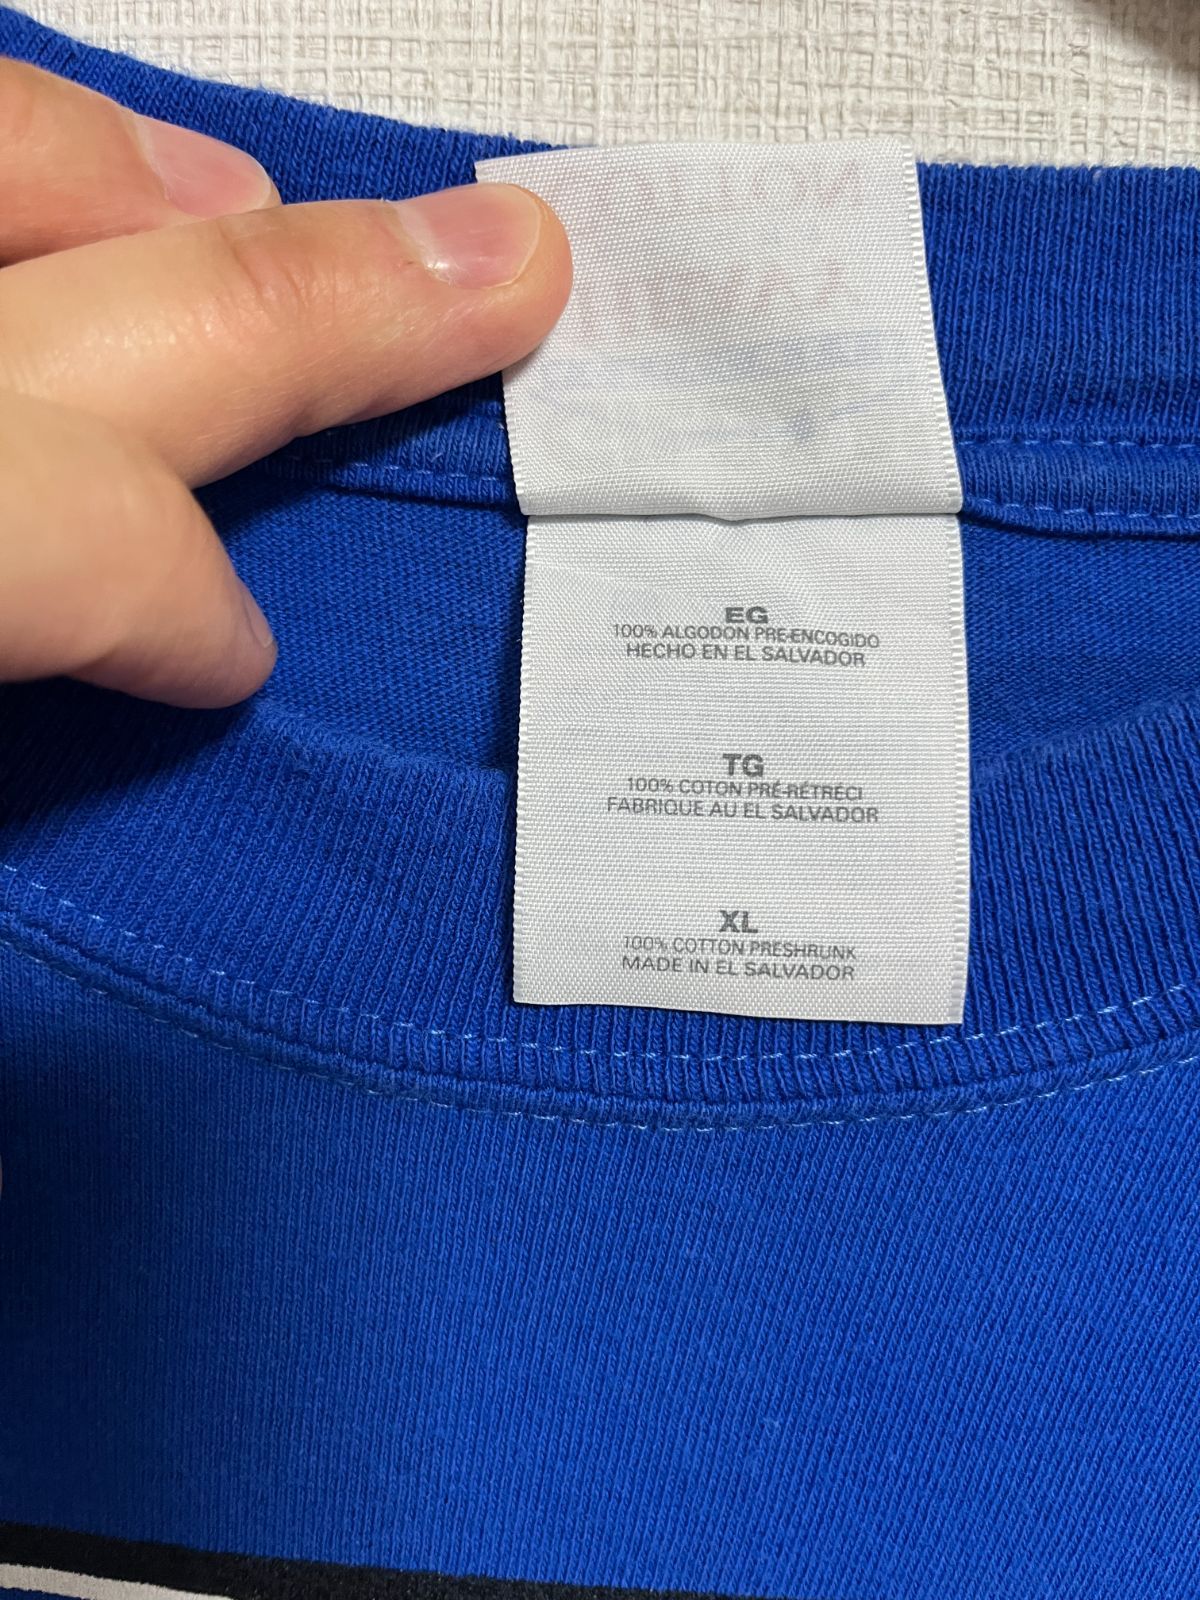 EG
100% ALGODON PRE-ENCOGIDO
HECHO EN EL SALVADOR
TG
100% COTON PRÉ-RÉTRÉCI
FABRIQUE AU EL SALVADOR
XL
100% COTTON PRESHRUNK
MADE IN EL SALVADOR